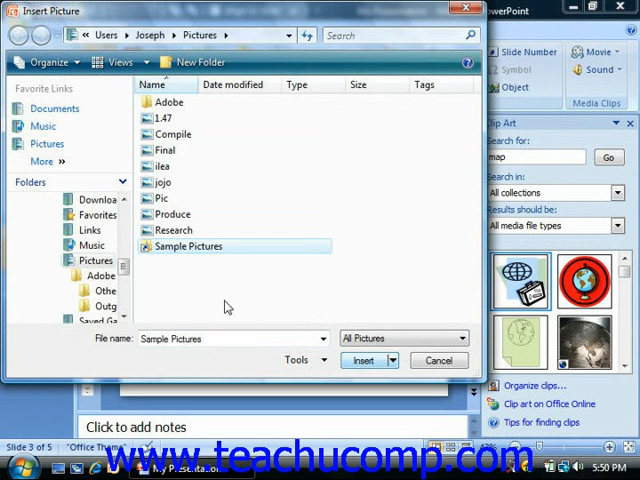 Insert Picture
Users Joseph Pictures
Search
Organize Views New Folder
Favorite Links
Documents
Music
Pictures
More
Folders
Downloa
Favorites
Links
Music
Pictures
Adobe
Othe
Outg
Saved Ga
Name Date modified Type Size Tags
Adobe
1.47
Compile
Final
ilea
jojo
Pic
Produce
Research
Sample Pictures
File name: Sample Pictures All Pictures
Tools Insert Cancel
PowerPoint
Slide Number
Symbol
Object
Movie
Sound
Media Clips
Clip Art
Search for:
map
Go
Search in:
All collections
Results should be:
All media file types
Organize clips...
Clip art on Office Online
Tips for finding clips
Click to add notes
Slide 3 of 5 "Office Theme"
www.teachucomp.com
My Presentation
5:50 PM